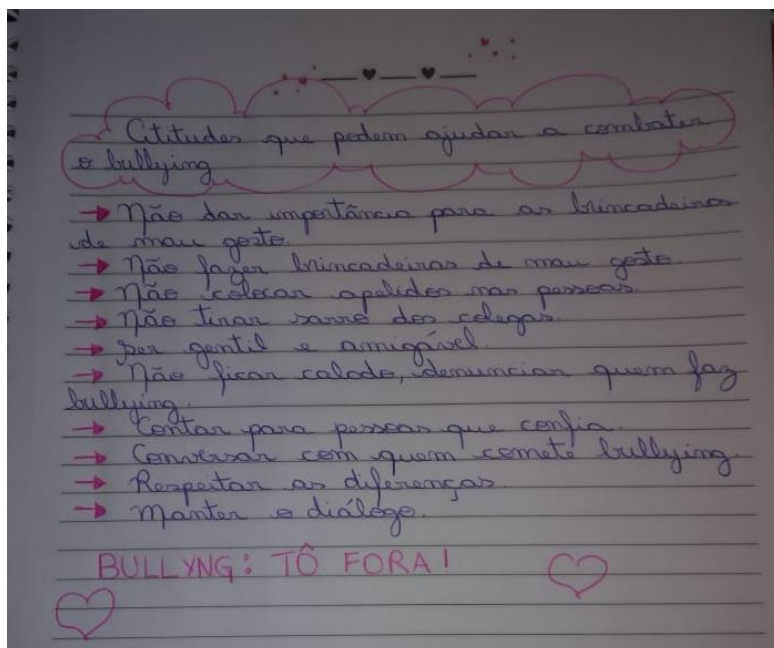 Atitudes que podem ajudar a combater
o bullying
Não dar importância para as brincadeiras
de mau gosto.
Não fazer brincadeiras de mau gosto.
Não colocar apelidos nas pessoas.
Não tirar sarro dos colegas.
Ser gentil e amigável.
Não ficar calado, denunciar quem faz
bullying.
Contar para pessoas que confia.
Conversar com quem comete bullying.
Respeitar as diferenças.
Manter o diálogo.
BULLYNG: TÔ FORA!